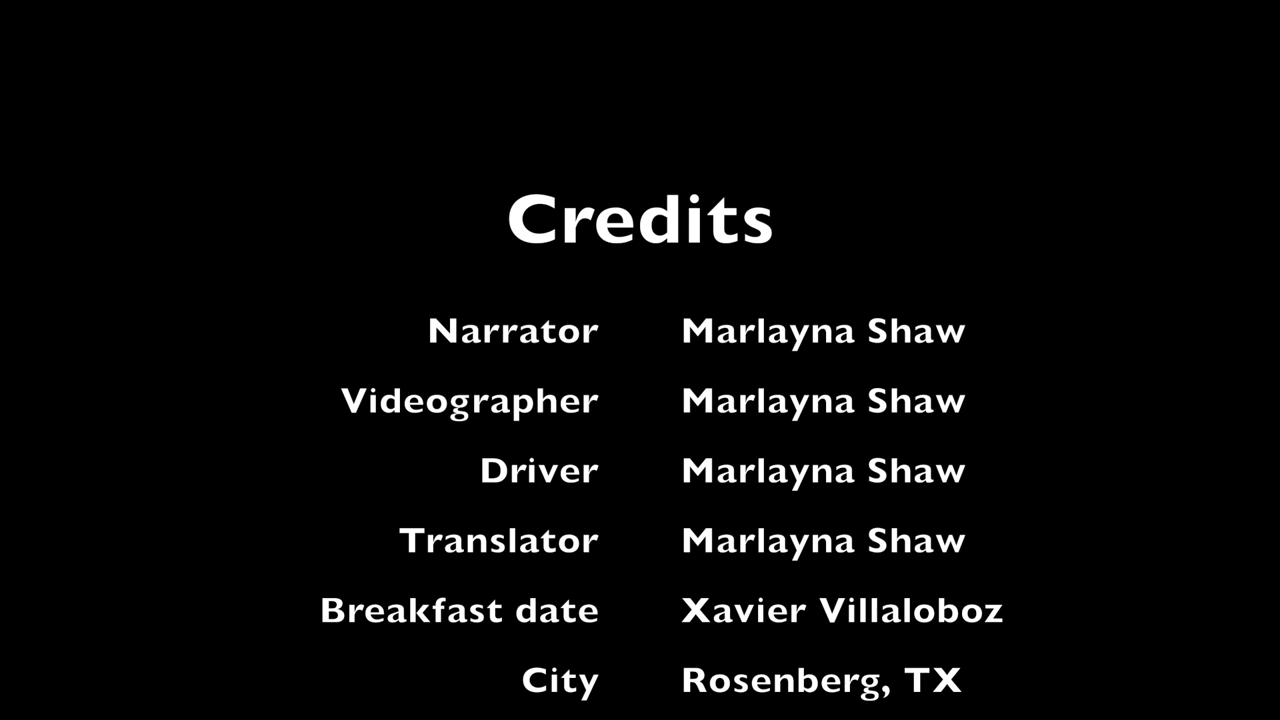 Credits
Narrator Marlayna Shaw
Videographer Marlayna Shaw
Driver Marlayna Shaw
Translator Marlayna Shaw
Breakfast date Xavier Villaloboz
City Rosenberg, TX